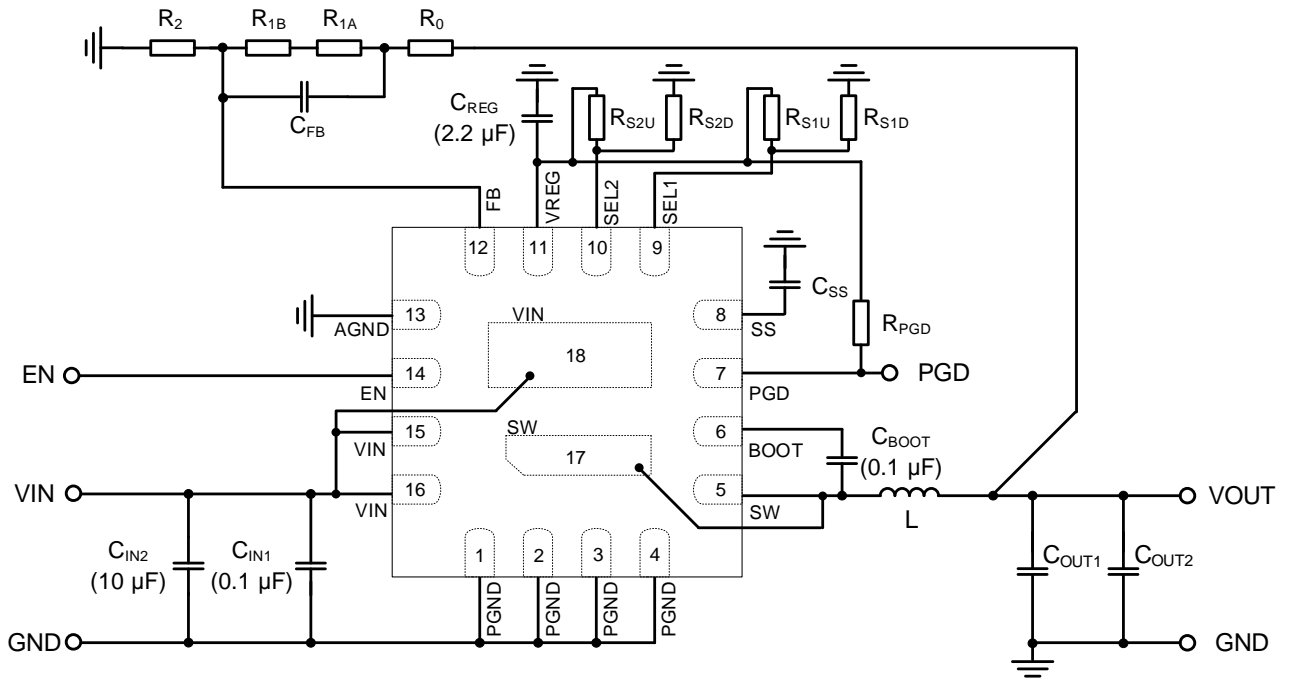 R2 R1B R1A R0
CFB
CREG
(2.2 µF)
RS2U RS2D RS1U RS1D
FB VREG SEL2 SEL1
12 11 10 9
13 AGND
EN 14 EN
15 VIN
VIN 16 VIN
VIN
18
SW
17
8 SS
CSS
7 PGD
RPGD
PGD
6 BOOT
CBOOT
(0.1 µF)
5 SW
L
VOUT
CIN2
(10 µF)
CIN1
(0.1 µF)
1 2 3 4
PGND PGND PGND PGND
COUT1 COUT2
GND
GND